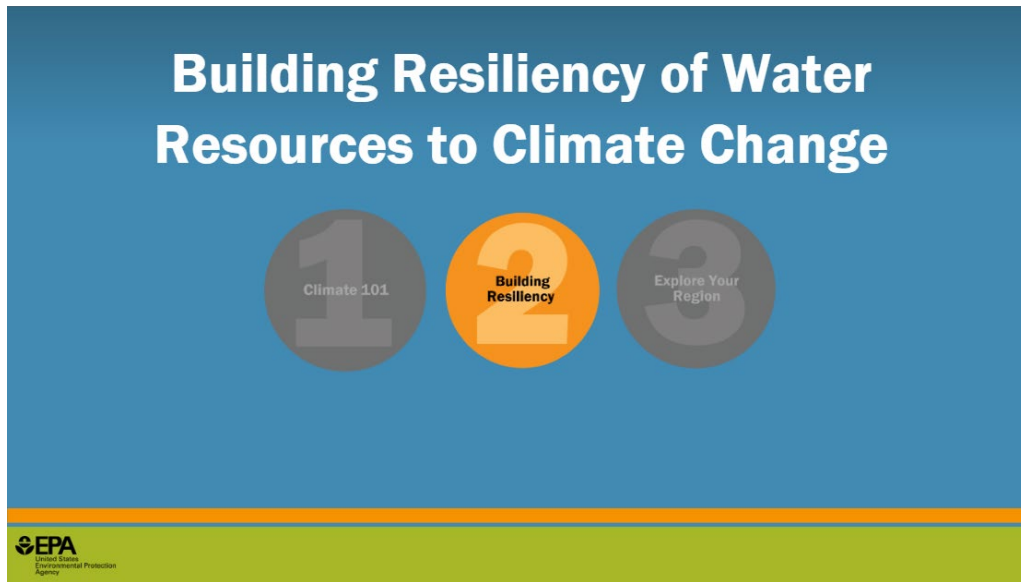 Building Resiliency of Water
Resources to Climate Change
1
Climate 101
2
Building
Resiliency
3
Explore Your
Region
EPA
United States
Environmental Protection
Agency